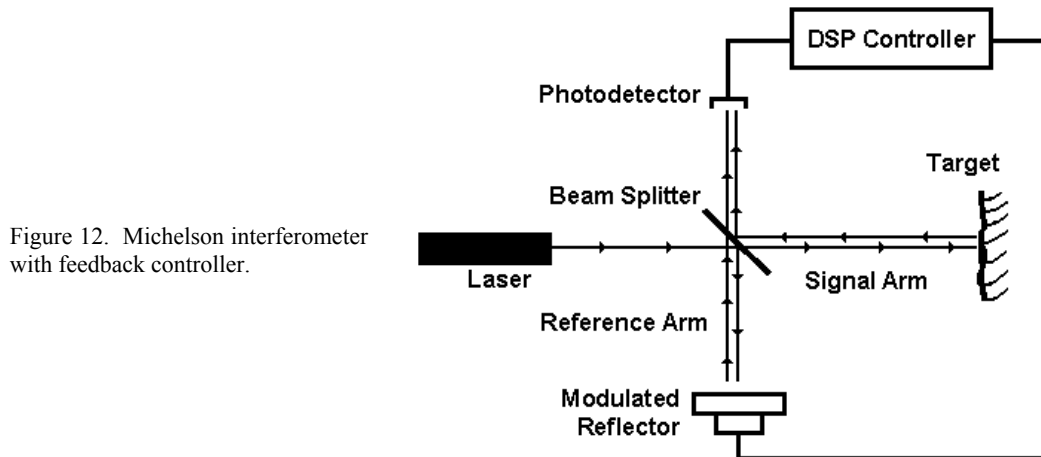 DSP Controller
Photodetector
Target
Beam Splitter
Figure 12. Michelson interferometer
with feedback controller.
Laser
Signal Arm
Reference Arm
Modulated
Reflector